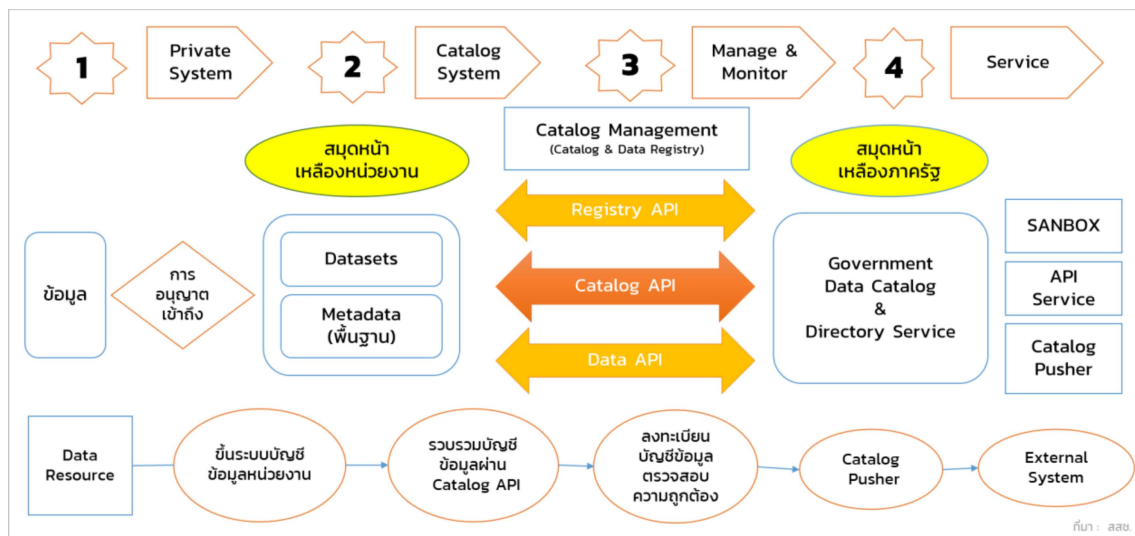 1
Private
System
2
Catalog
System
3
Manage &
Monitor
4
Service
สมุดหน้า
เหลืองหน่วยงาน
Catalog Management
(Catalog & Data Registry)
สมุดหน้า
เหลืองภาครัฐ
ข้อมูล
การ
อนุญาต
เข้าถึง
Datasets
Metadata
(พื้นฐาน)
Registry API
Catalog API
Data API
Government
Data Catalog
&
Directory Service
SANBOX
API
Service
Catalog
Pusher
Data
Resource
ขึ้นระบบบัญชี
ข้อมูลหน่วยงาน
รวบรวมบัญชี
ข้อมูลผ่าน
Catalog API
ลงทะเบียน
บัญชีข้อมูล
ตรวจสอบ
ความถูกต้อง
Catalog
Pusher
External
System
ที่มา : สสช.